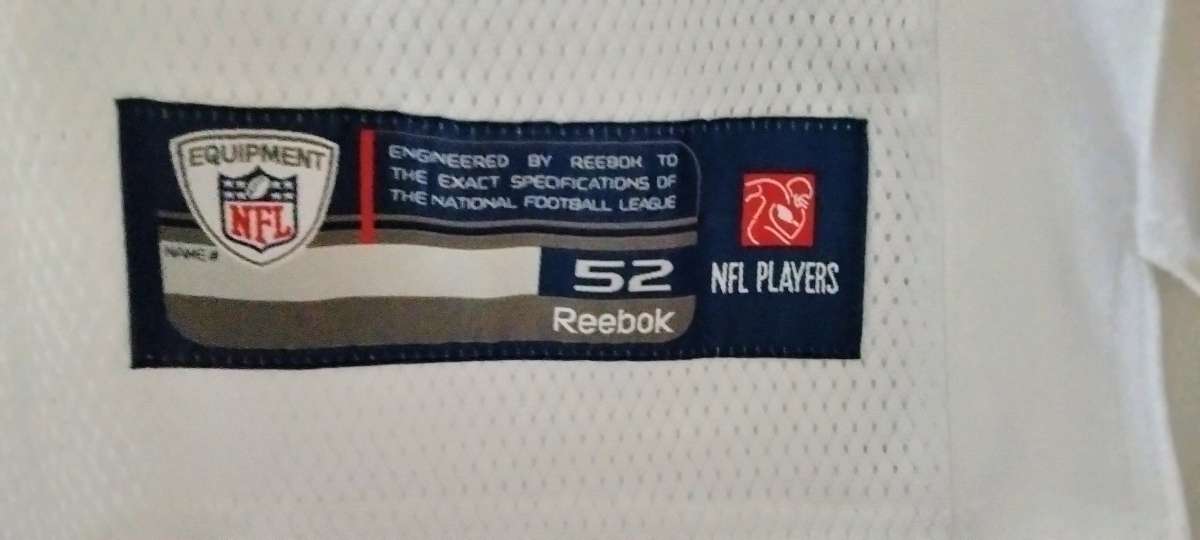 EQUIPMENT
NFL
ENGINEERED BY REEBOK TO
THE EXACT SPECIFICATIONS OF
THE NATIONAL FOOTBALL LEAGUE
NAME #
52
Reebok
NFL PLAYERS